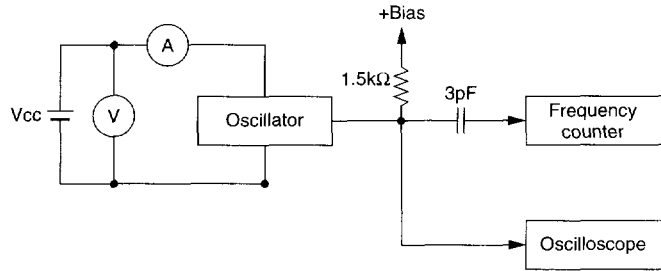 +Bias
A
1.5kΩ
3pF
Vcc
V
Oscillator
Frequency
counter
Oscilloscope